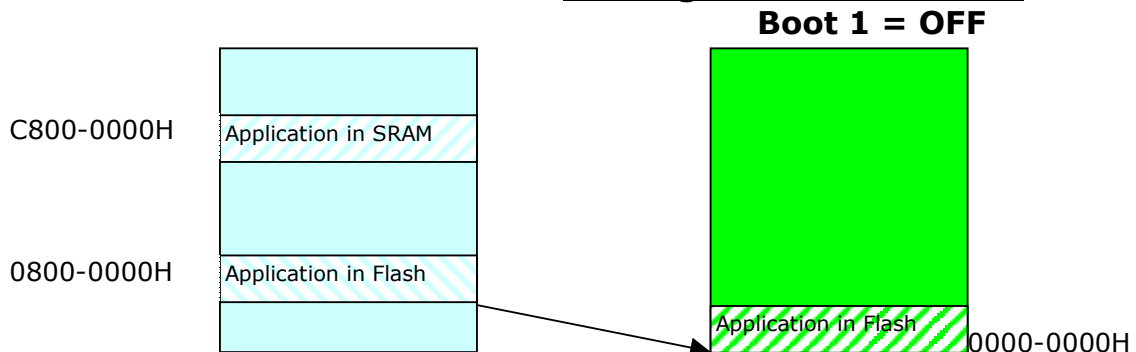 Boot 1 = OFF
C800-0000H
Application in SRAM
0800-0000H
Application in Flash
Application in Flash
0000-0000H